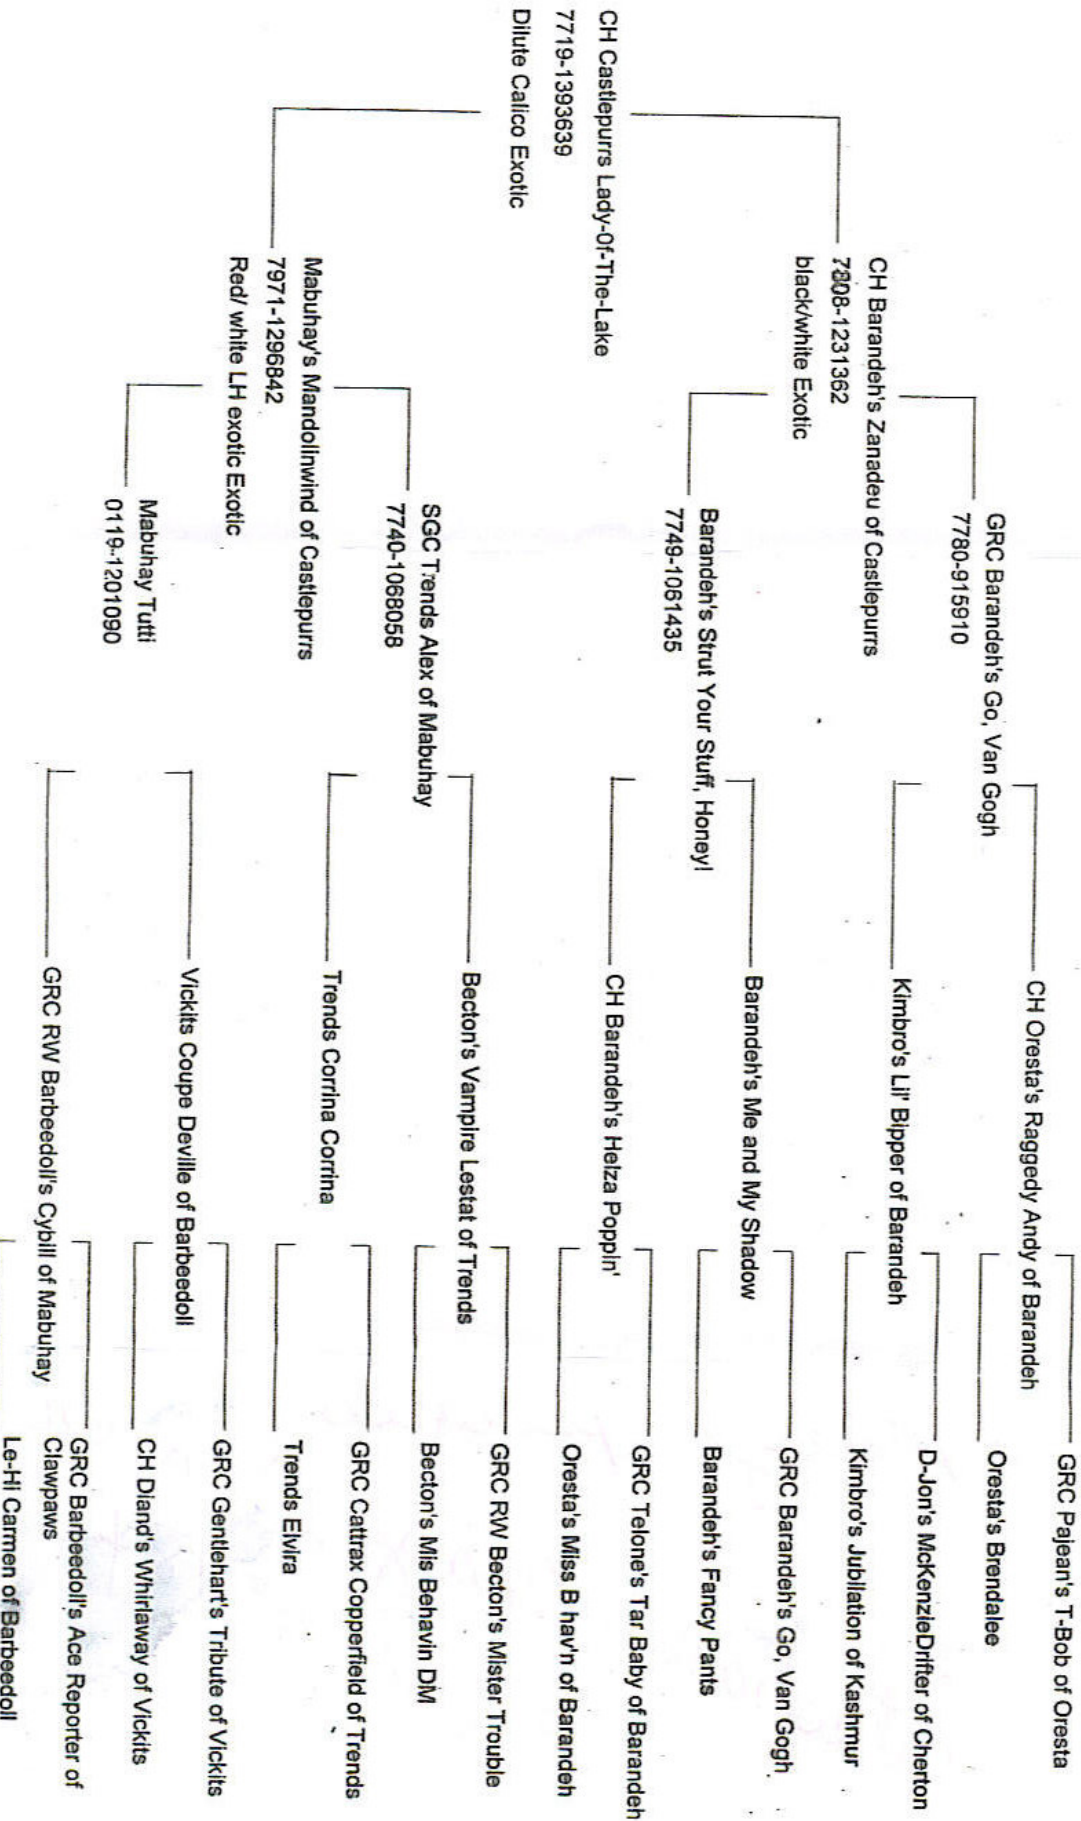 CH Castlepurrs Lady-0f-The-Lake
7719-1393639
Dilute Calico Exotic
CH Barandeh's Zanadeu of Castlepurrs
7808-1231362
black/white Exotic
Mabuhay's Mandolinwind of Castlepurrs
7971-1296842
Red/ white LH exotic Exotic
GRC Barandeh's Go, Van Gogh
7780-915910
Barandeh's Strut Your Stuff, Honey!
7749-1061435
SGC Trends Alex of Mabuhay
7740-1068058
Mabuhay Tutti
0119-1201090
CH Oresta's Raggedy Andy of Barandeh
Kimbro's Lil' Bipper of Barandeh
Barandeh's Me and My Shadow
CH Barandeh's Helza Poppin'
Becton's Vampire Lestat of Trends
Trends Corrina Corrina
Vickits Coupe Deville of Barbeedoll
GRC RW Barbeedoll's Cybill of Mabuhay
GRC Pajean's T-Bob of Oresta
Oresta's Brendalee
D-Jon's McKenzieDrifter of Cherton
Kimbro's Jubilation of Kashmur
GRC Barandeh's Go, Van Gogh
Barandeh's Fancy Pants
GRC Telone's Tar Baby of Barandeh
Oresta's Miss B hav'n of Barandeh
GRC RW Becton's Mister Trouble
Becton's Mis Behavin DM
GRC Cattrax Copperfield of Trends
Trends Elvira
GRC Gentlehart's Tribute of Vickits
CH Diand's Whirlaway of Vickits
GRC Barbeedoll's Ace Reporter of
Clawpaws
Le-Hi Carmen of Barbeedoll